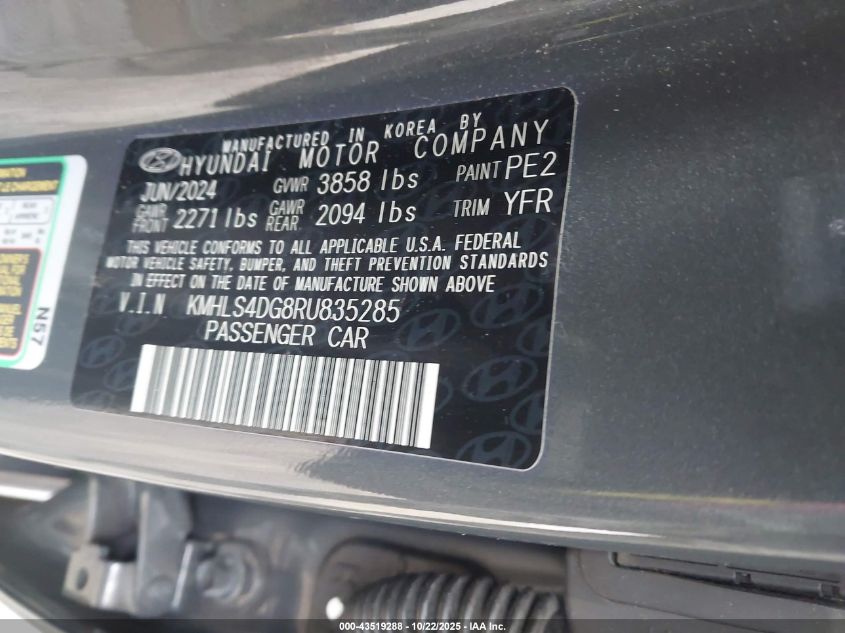 MANUFACTURED IN KOREA BY
HYUNDAI MOTOR COMPANY
JUN/2024 GVWR 3858 lbs PAINT PE2
GAWR FRONT 2271 lbs GAWR REAR 2094 lbs TRIM YFR
THIS VEHICLE CONFORMS TO ALL APPLICABLE U.S.A. FEDERAL
MOTOR VEHICLE SAFETY, BUMPER, AND THEFT PREVENTION STANDARDS
IN EFFECT ON THE DATE OF MANUFACTURE SHOWN ABOVE
V.I.N KMHLS4DG8RU835285
PASSENGER CAR
N57
000-43519288 - 10/22/2025 - IAA Inc.